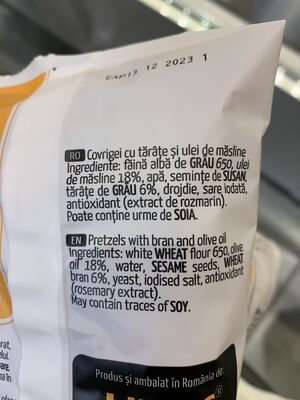 EXP13 12 2023 1
RO Covrigei cu tărâțe și ulei de măsline
Ingrediente: făină albă de GRÂU 650, ulei
de măsline 18%, apă, semințe de SUSAN,
tărâțe de GRÂU 6%, drojdie, sare iodată,
antioxidant (extract de rozmarin).
Poate conține urme de SOIA.
EN Pretzels with bran and olive oil
Ingredients: white WHEAT flour 650, olive
oil 18%, water, SESAME seeds, WHEAT
bran 6%, yeast, iodised salt, antioxidant
(rosemary extract).
May contain traces of SOY.
Produs și ambalat în România de: